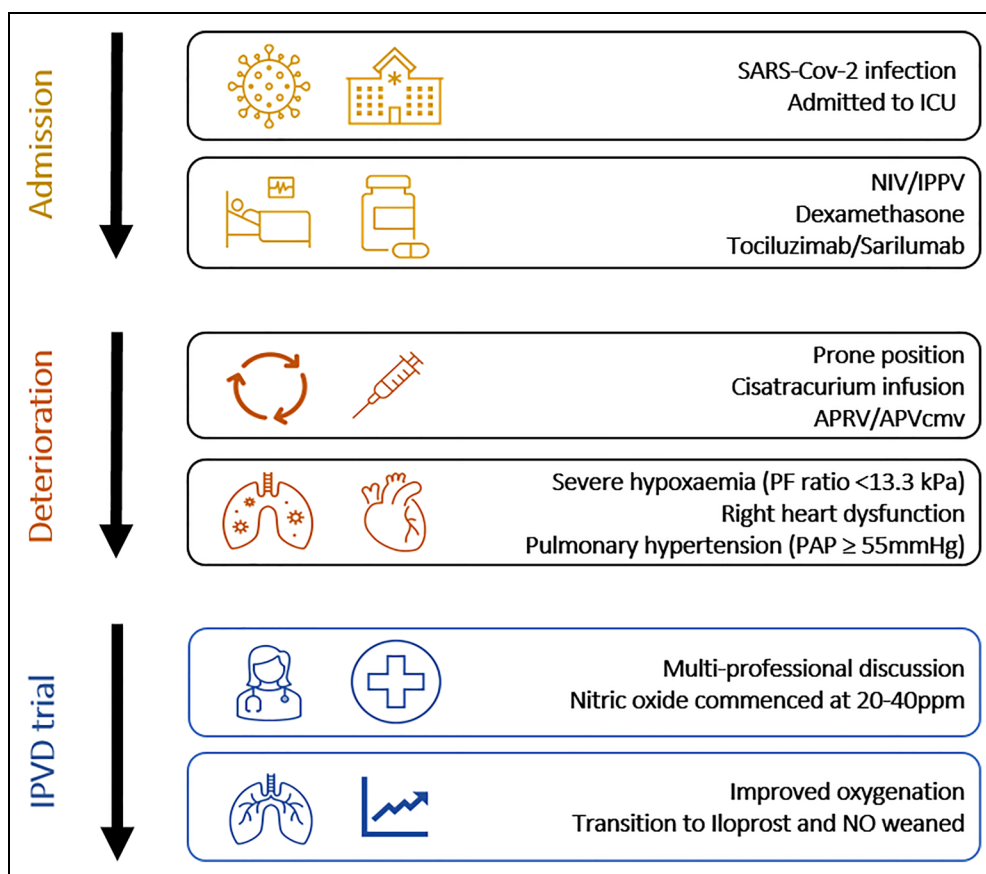 Admission
SARS-Cov-2 infection
Admitted to ICU
NIV/IPPV
Dexamethasone
Tociluzimab/Sarilumab
Deterioration
Prone position
Cisatracurium infusion
APRV/APVcmv
Severe hypoxaemia (PF ratio <13.3 kPa)
Right heart dysfunction
Pulmonary hypertension (PAP ≥ 55mmHg)
IPVD trial
Multi-professional discussion
Nitric oxide commenced at 20-40ppm
Improved oxygenation
Transition to Iloprost and NO weaned